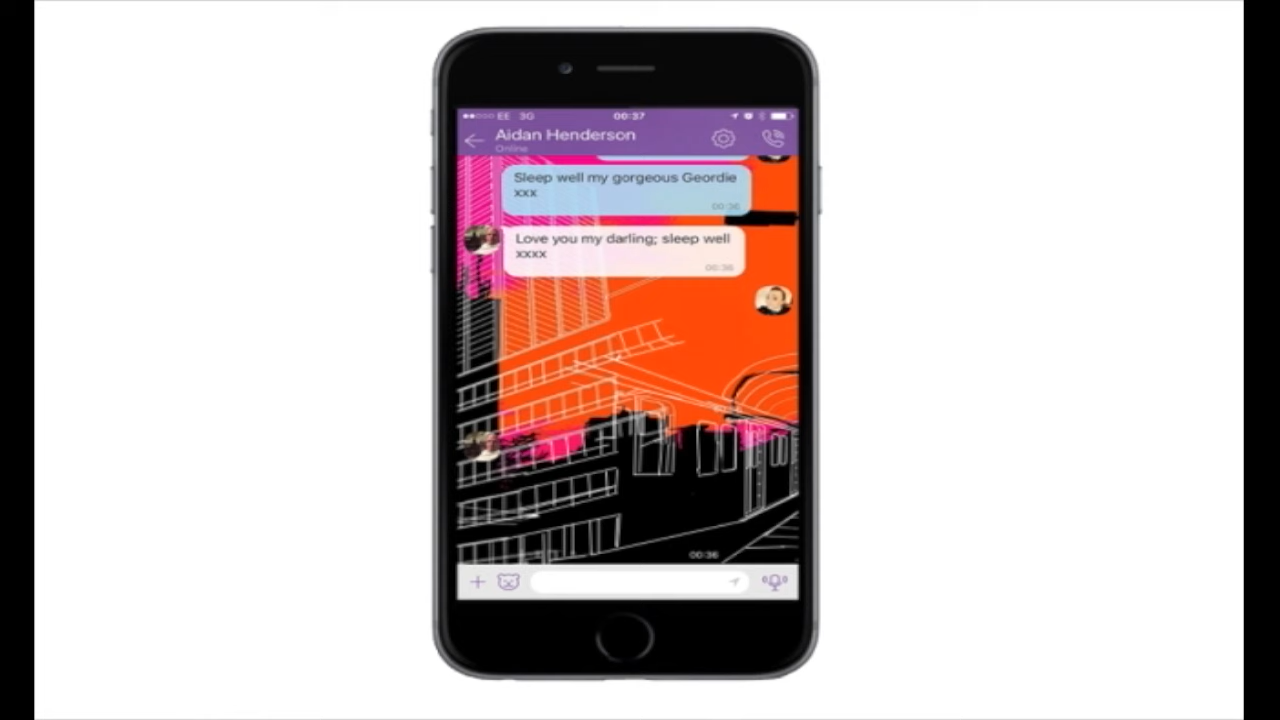 EE 3G 00:37
Aidan Henderson
Online
Sleep well my gorgeous Geordie
xxx
00:36
Love you my darling; sleep well
xxxx
00:36
00:36